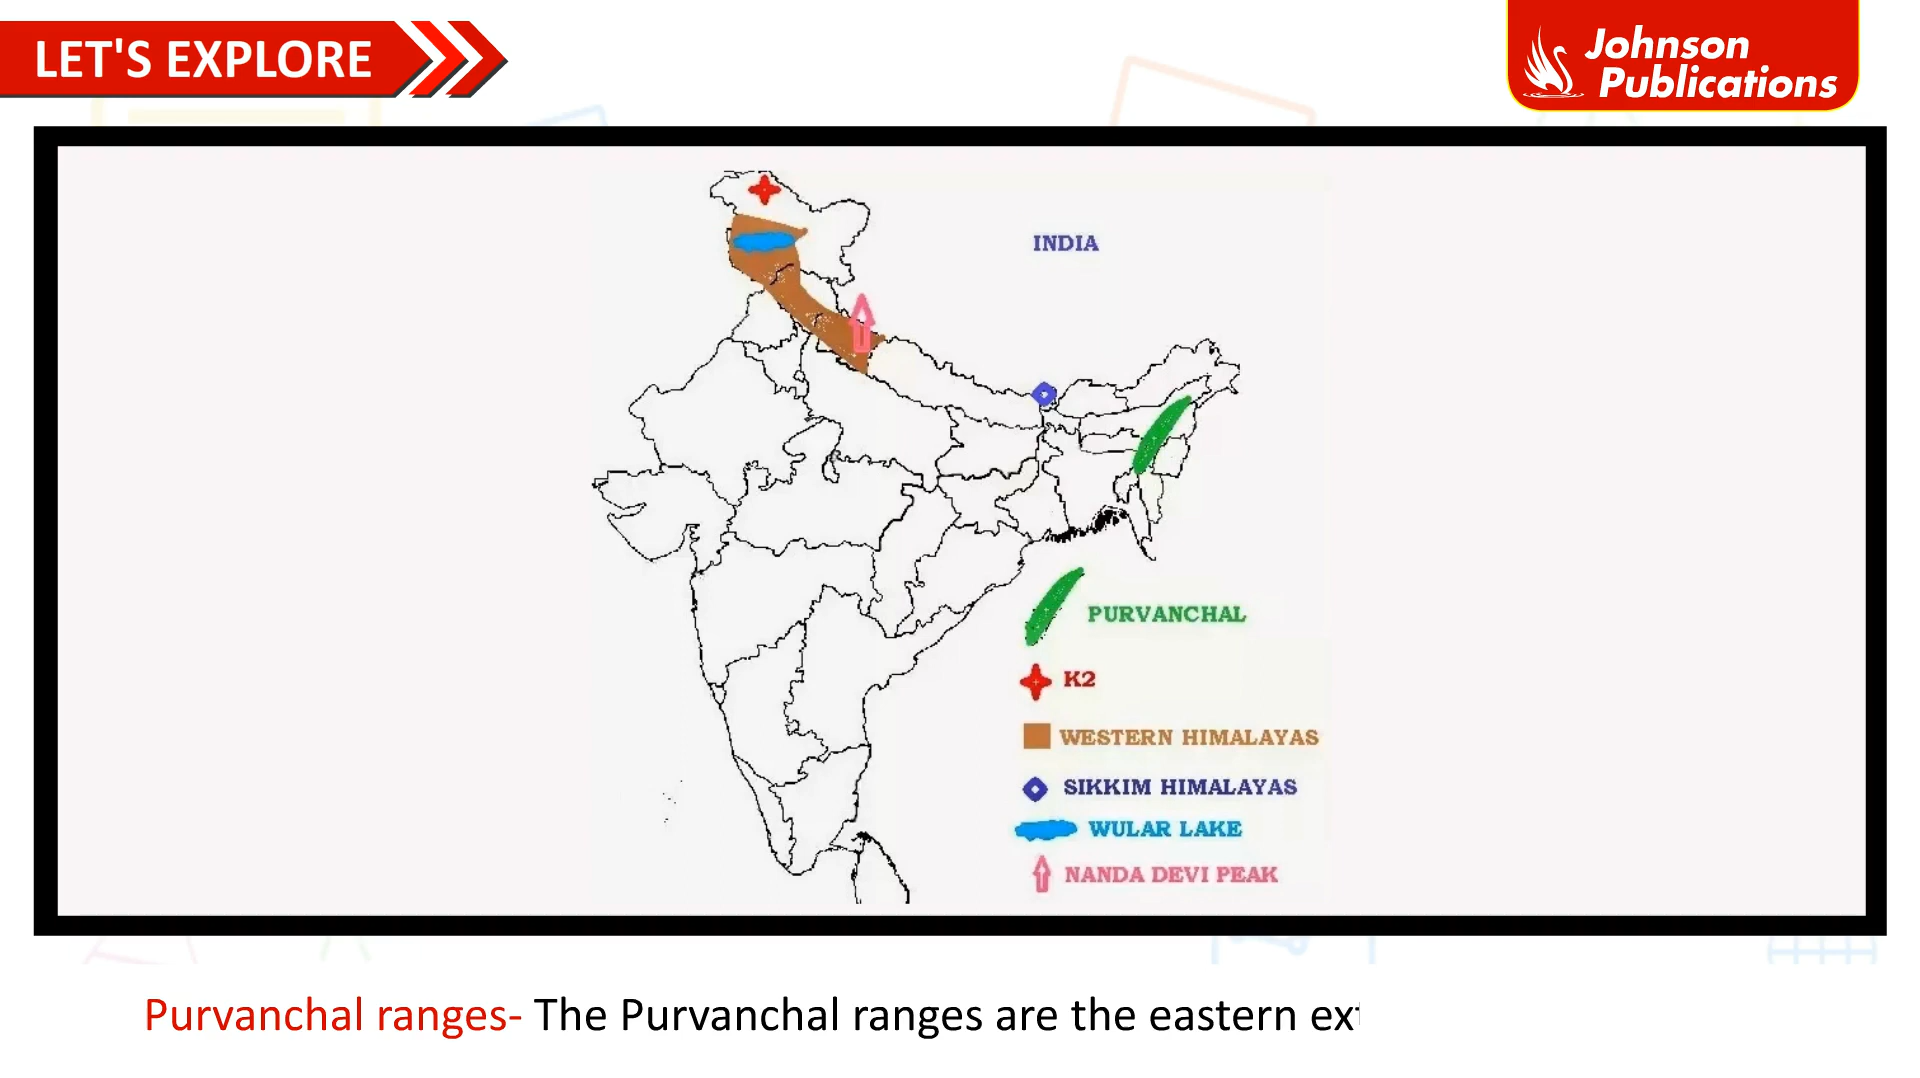 LET'S EXPLORE
Johnson
Publications
INDIA
PURVANCHAL
K2
WESTERN HIMALAYAS
SIKKIM HIMALAYAS
WULAR LAKE
NANDA DEVI PEAK
Purvanchal ranges- The Purvanchal ranges are the eastern